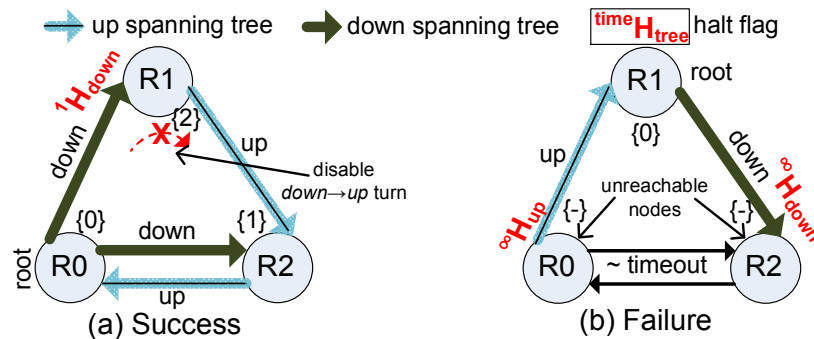 up spanning tree
down spanning tree
time H tree halt flag
R1
1 H down
{2}
down
up
X
disable
down→up turn
{0}
{1}
down
root
R0
R2
up
(a) Success
R1
root
{0}
up
down
∞ H up
∞ H down
unreachable
nodes
{-}
{-}
R0
R2
~ timeout
(b) Failure